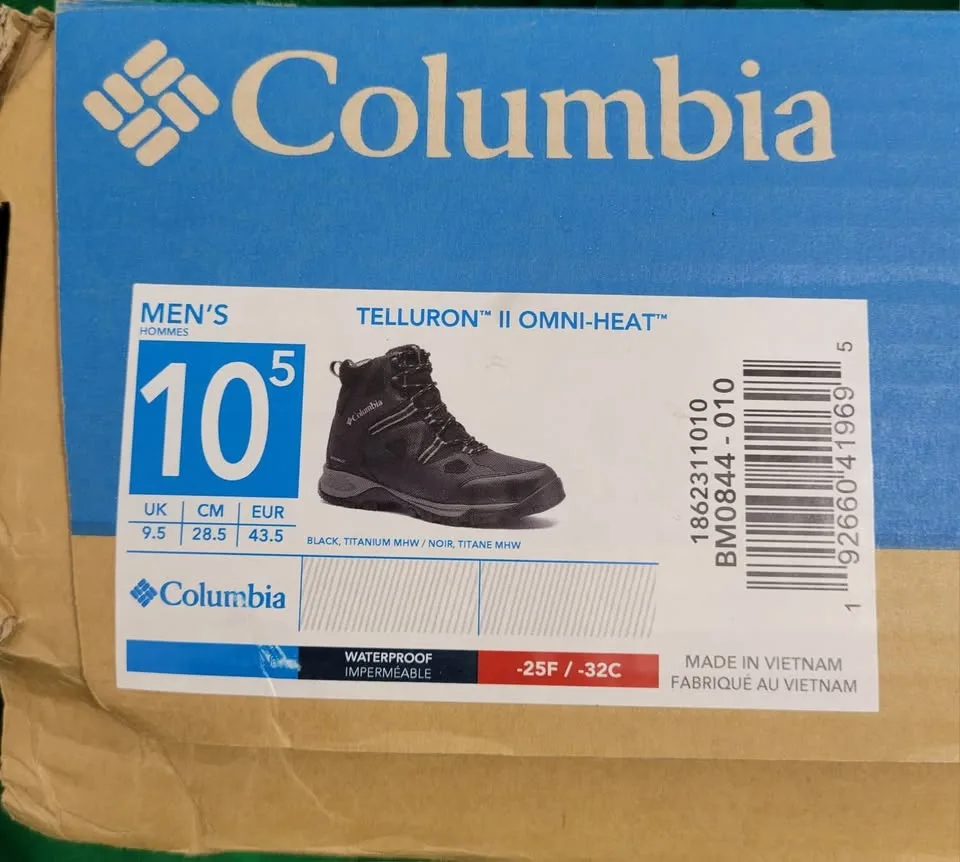 Columbia
MEN'S
HOMMES
TELLURON™ II OMNI-HEAT™
10⁵
Columbia
UK CM EUR
9.5 28.5 43.5
BLACK, TITANIUM MHW / NOIR, TITANE MHW
1862311010
BM0844 - 010
1 92660 41969 5
Columbia
WATERPROOF
IMPERMÉABLE
-25F / -32C
MADE IN VIETNAM
FABRIQUÉ AU VIETNAM